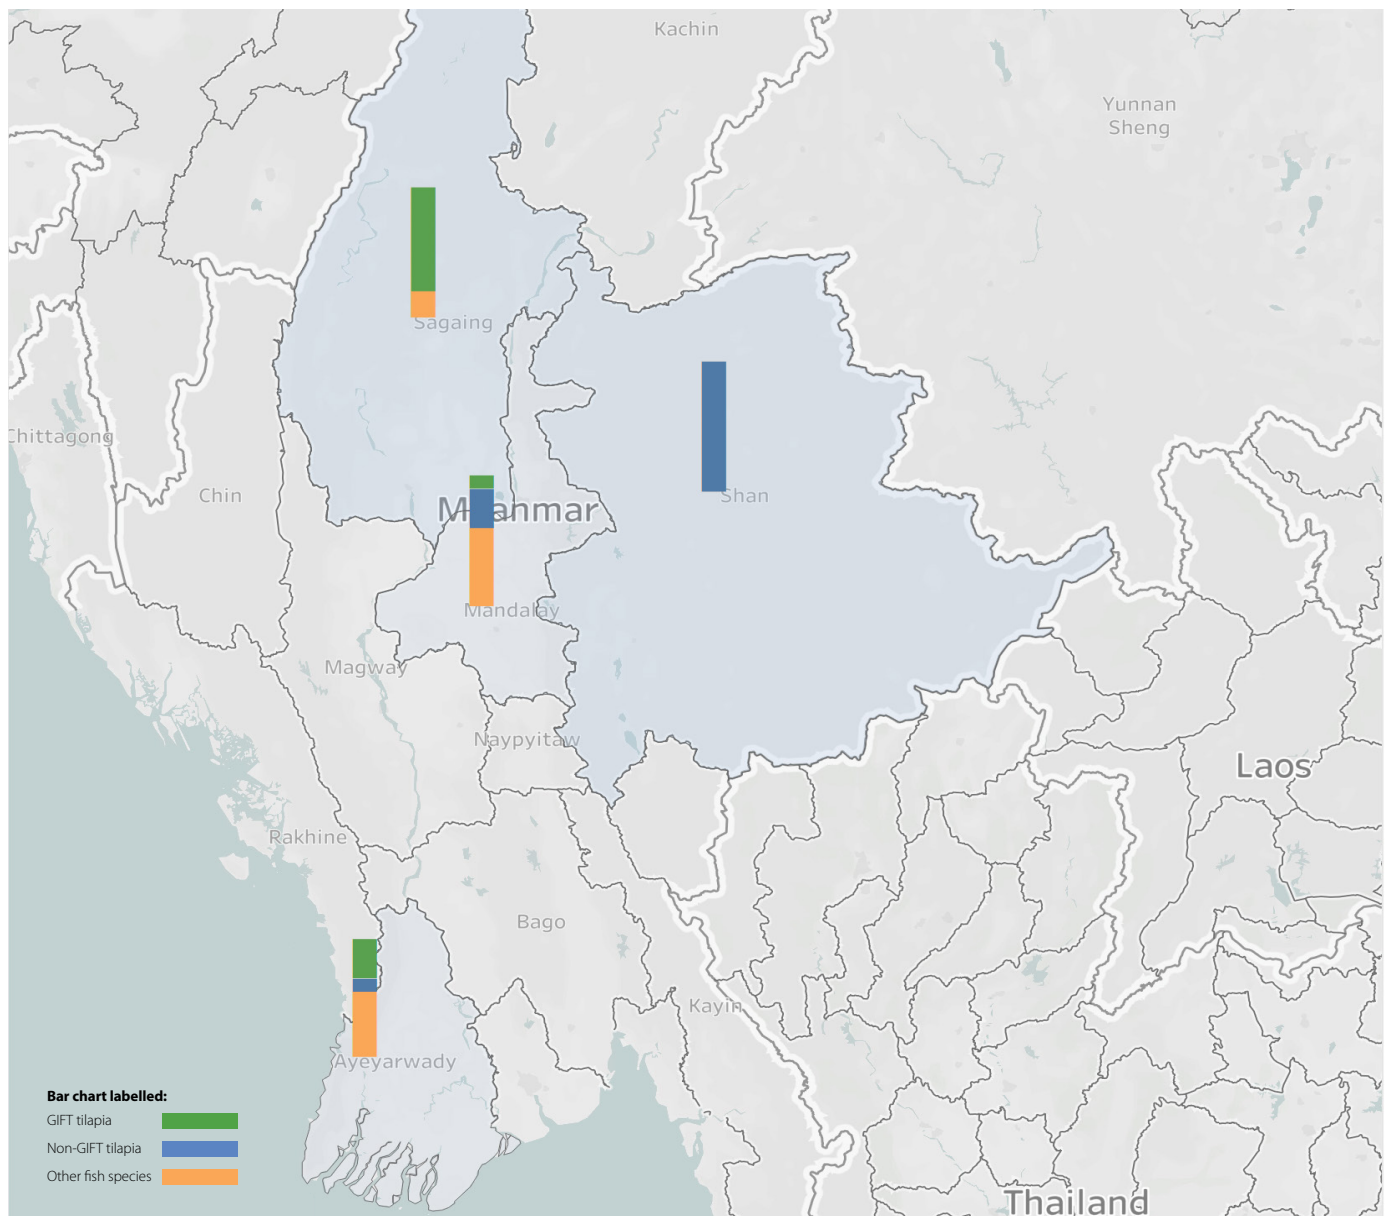 Kachin
Yunnan
Sheng
Sagaing
Chittagong
Chin
Shan
Myanmar
Mandalay
Magway
Naypyitaw
Laos
Rakhine
Bago
Kayin
Ayeyarwady
Bar chart labelled:
GIFT tilapia
Non-GIFT tilapia
Other fish species
Thailand